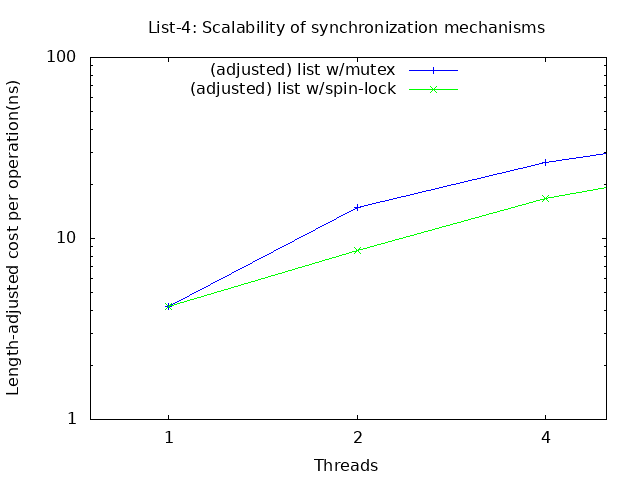 List-4: Scalability of synchronization mechanisms
100
(adjusted) list w/mutex
(adjusted) list w/spin-lock
Length-adjusted cost per operation(ns)
10
1
1 2 4
Threads